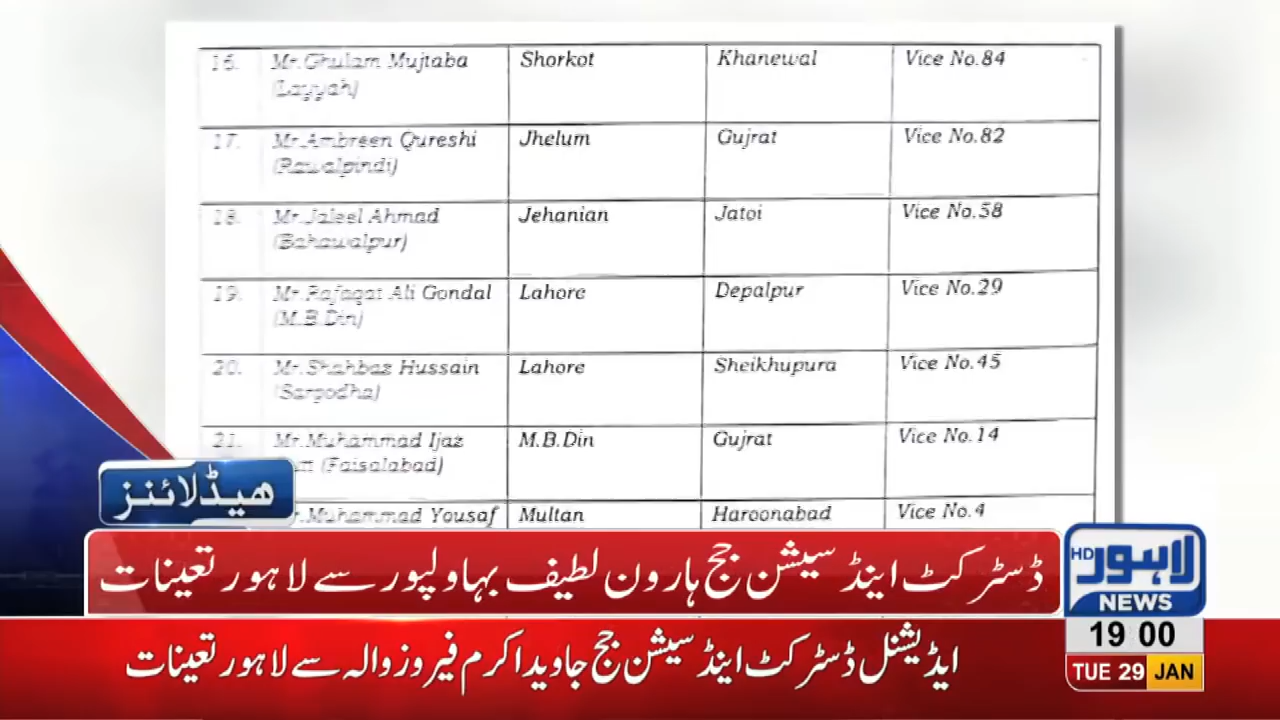 16. Mr.Ghulam Mujtaba Shorkot Khanewal Vice No.84
(Layyah)
17. Mr.Ambreen Qureshi Jhelum Gujrat Vice No.82
(Rawalpindi)
18. Mr.Jaleel Ahmad Jehanian Jatoi Vice No.58
(Bahawalpur)
19. Mr.Rafaqat Ali Gondal Lahore Depalpur Vice No.29
(M.B.Din)
20. Mr.Shahbaz Hussain Lahore Sheikhupura Vice No.45
(Sargodha)
21. Mr.Muhammad Ijaz M.B.Din Gujrat Vice No.14
(Faisalabad)
Muhammad Yousaf Multan Haroonabad Vice No.4
ھیڈلائنز
ڈسٹرکٹ اینڈ سیشن جج ہارون لطیف بہاولپور سے لاہور تعینات
ایڈیشنل ڈسٹرکٹ اینڈ سیشن جج جاوید اکرم فیروز والہ سے لاہور تعینات
HD لاہور
NEWS
19 00
TUE 29 JAN